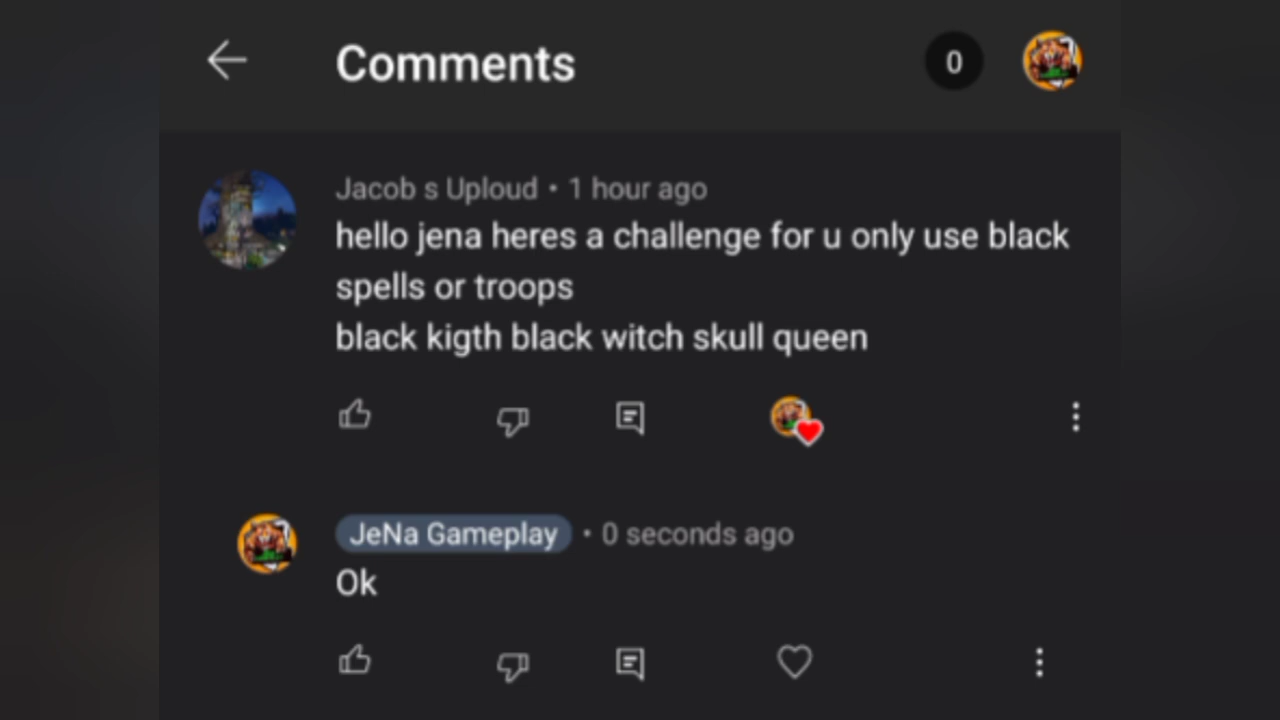 Comments
0
Jacob s Uploud • 1 hour ago
hello jena heres a challenge for u only use black
spells or troops
black kigth black witch skull queen
JeNa Gameplay • 0 seconds ago
Ok